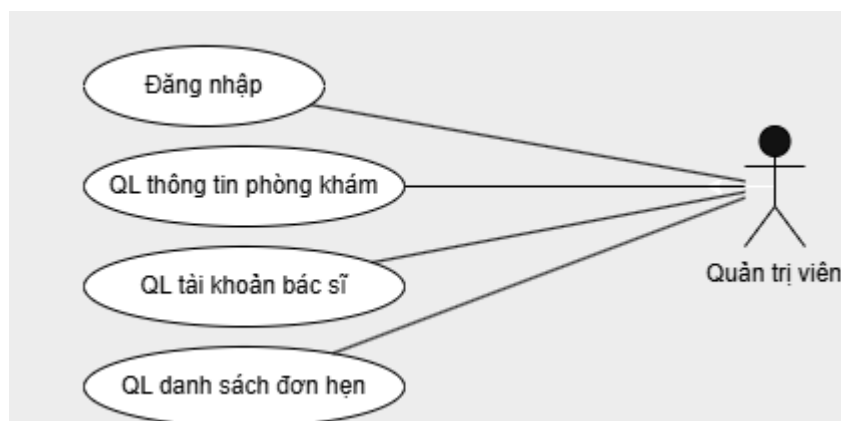 Đăng nhập
QL thông tin phòng khám
QL tài khoản bác sĩ
Quản trị viên
QL danh sách đơn hẹn